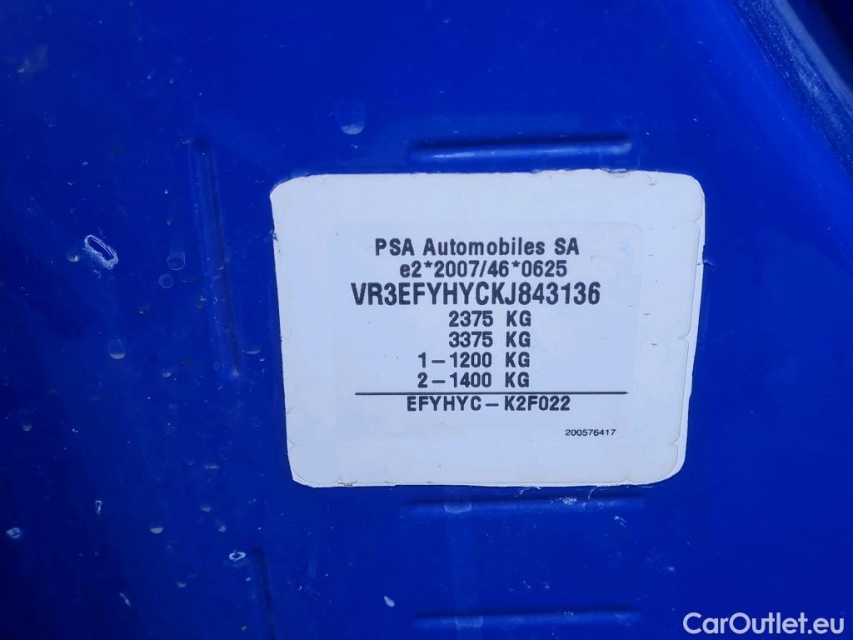 PSA Automobiles SA
e2*2007/46*0625
VR3EFYHYCKJ843136
2375 KG
3375 KG
1-1200 KG
2-1400 KG
EFYHYC-K2F022
200576417
CarOutlet.eu